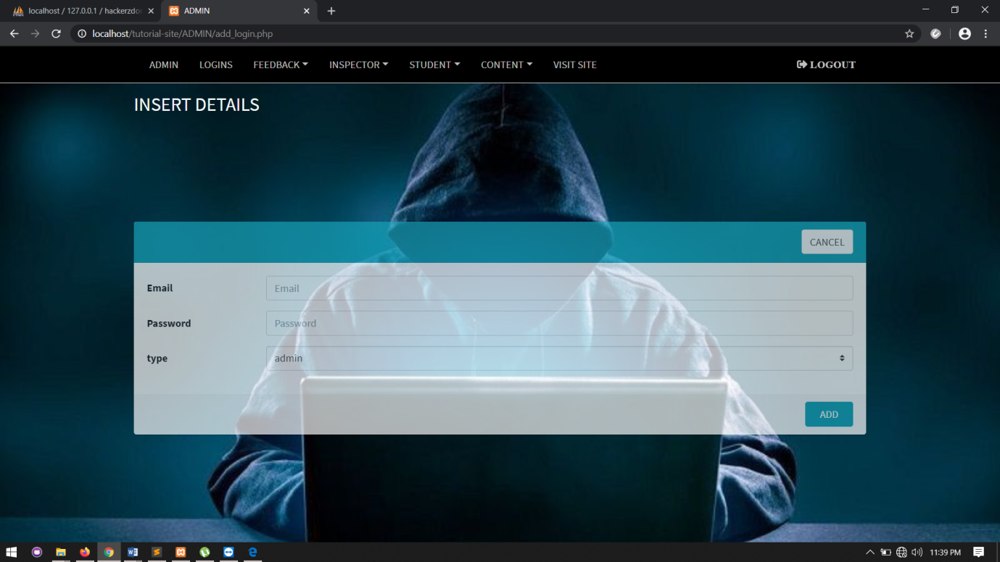 localhost / 127.0.0.1 / hackerzdo
ADMIN
localhost/tutorial-site/ADMIN/add_login.php
ADMIN LOGINS FEEDBACK INSPECTOR STUDENT CONTENT VISIT SITE LOGOUT
INSERT DETAILS
CANCEL
Email Email
Password Password
type admin
ADD
11:39 PM